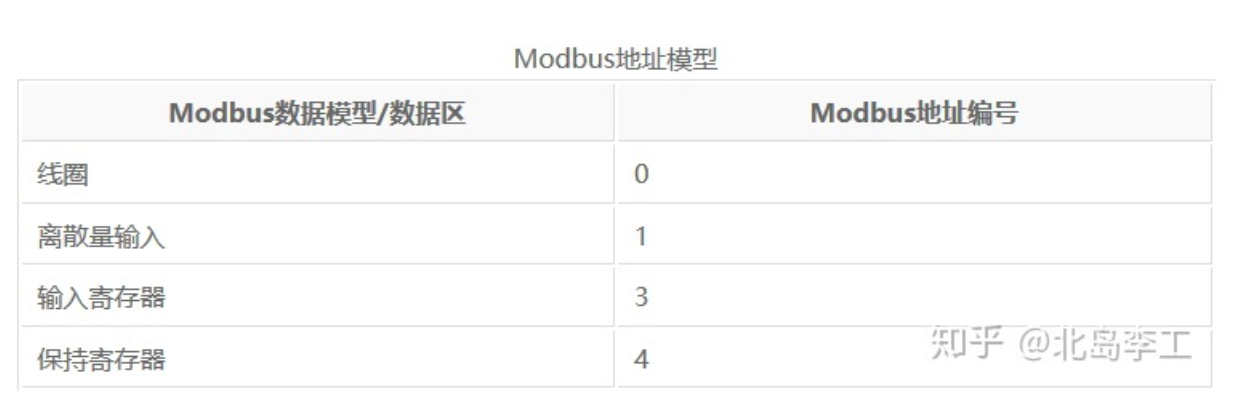 Modbus地址模型
Modbus数据模型/数据区 Modbus地址编号
线圈 0
离散量输入 1
输入寄存器 3
保持寄存器 4
知乎 @北岛李工